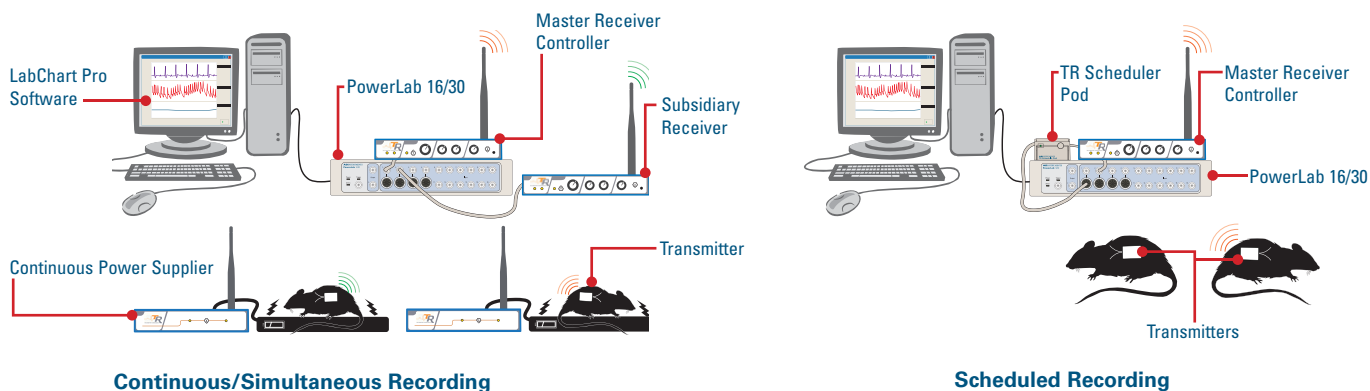 Master Receiver
Controller
LabChart Pro
Software
PowerLab 16/30
Subsidiary
Receiver
Continuous Power Supplier
Transmitter
Continuous/Simultaneous Recording
TR Scheduler
Pod
Master Receiver
Controller
PowerLab 16/30
Transmitters
Scheduled Recording